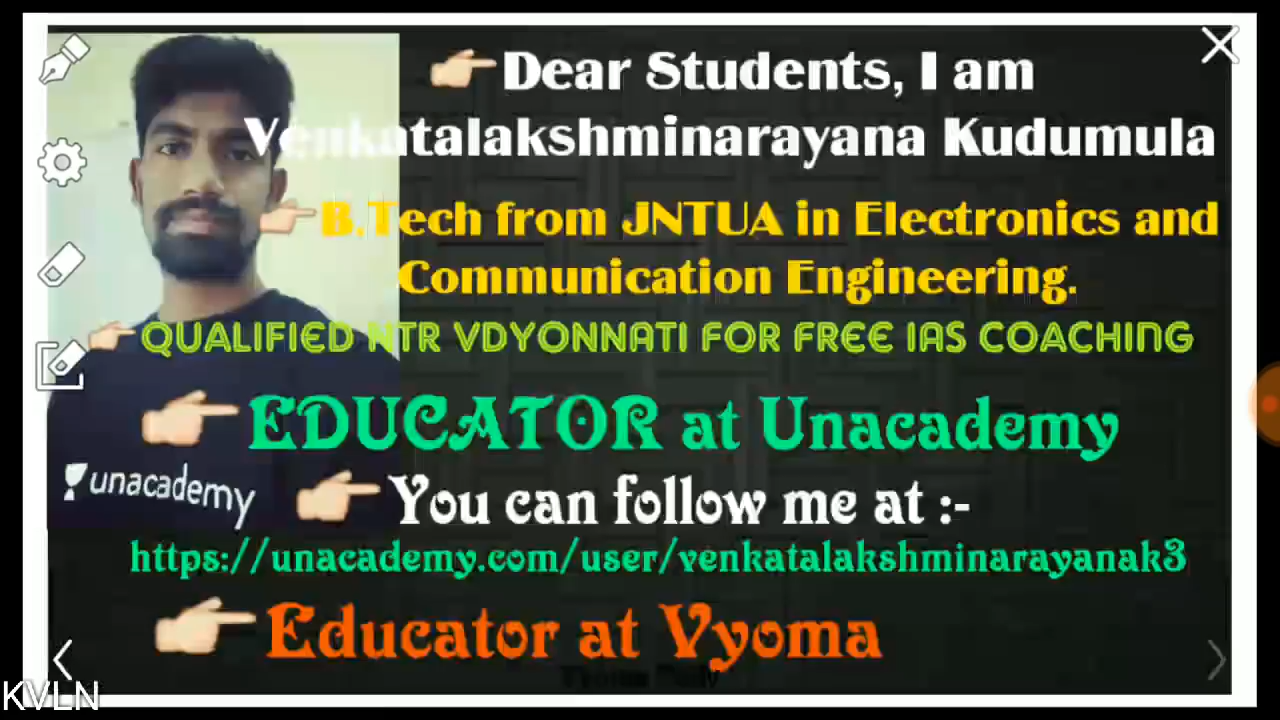 Dear Students, I am
Venkatalakshminarayana Kudumula
B.Tech from JNTUA in Electronics and
Communication Engineering.
QUALIFIED NTR VDYONNATI FOR FREE IAS COACHING
EDUCATOR at Unacademy
unacademy
You can follow me at :-
https://unacademy.com/user/venkatalakshminarayanak3
Educator at Vyoma
KVLN